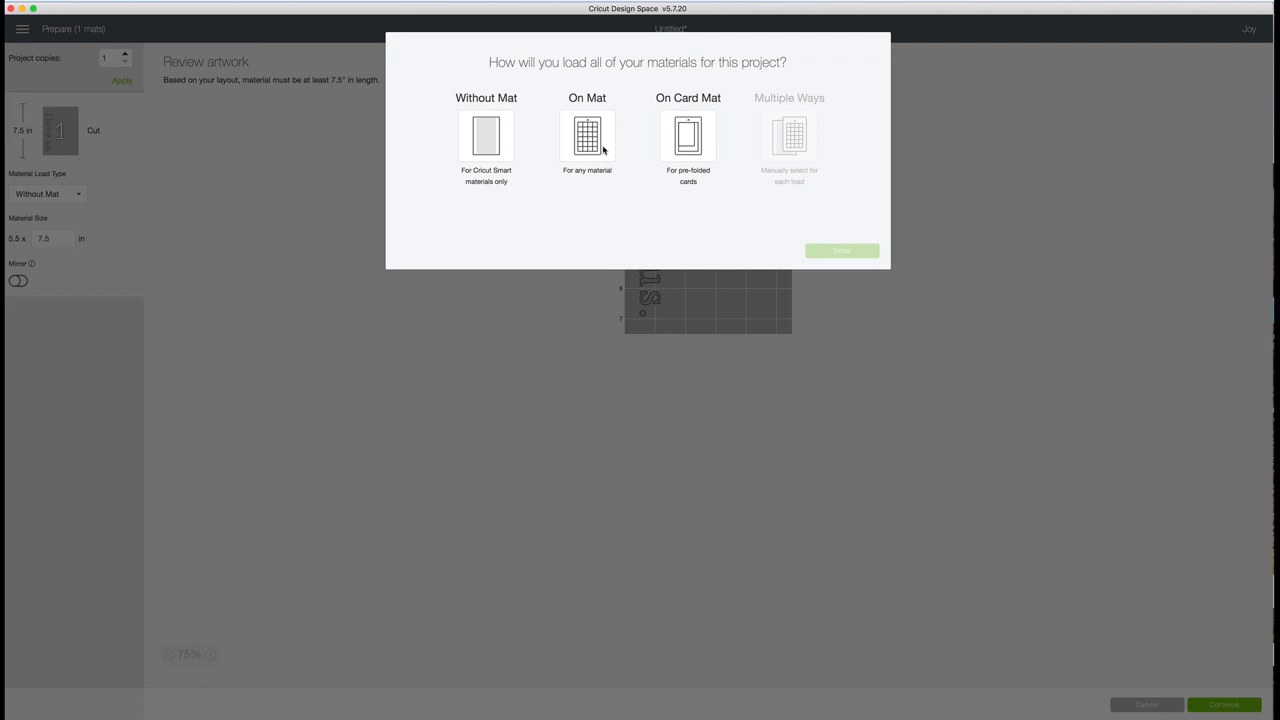 Cricut Design Space v5.7.20
Prepare (1 mats)
Untitled*
Joy
Project copies:
1
Apply
Review artwork
Based on your layout, material must be at least 7.5" in length.
7.5 in
1
Cut
Material Load Type
Without Mat
Material Size
5.5 x
7.5
in
Mirror
How will you load all of your materials for this project?
Without Mat
On Mat
On Card Mat
Multiple Ways
For Cricut Smart
materials only
For any material
For pre-folded
cards
Manually select for
each load
Done
6
7
us.
75%
Cancel
Continue